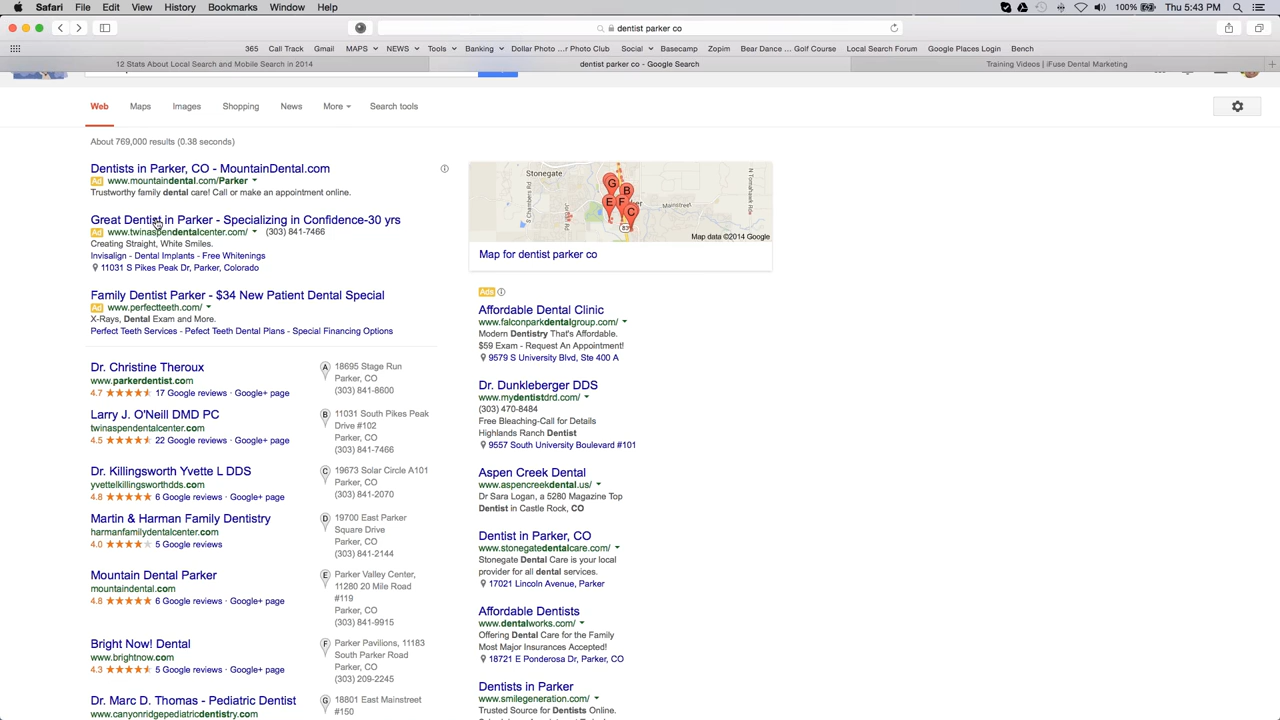 Safari File Edit View History Bookmarks Window Help
100% Thu 5:43 PM
dentist parker co
365 Call Track Gmail MAPS NEWS Tools Banking Dollar Photo ...r Photo Club Social Basecamp Zopim Bear Dance ... Golf Course Local Search Forum Google Places Login Bench
12 Stats About Local Search and Mobile Search in 2014 dentist parker co - Google Search Training Videos | iFuse Dental Marketing
Web Maps Images Shopping News More Search tools
About 769,000 results (0.38 seconds)
Dentists in Parker, CO - MountainDental.com
Ad www.mountaindental.com/Parker
Trustworthy family dental care! Call or make an appointment online.
Great Dentist in Parker - Specializing in Confidence-30 yrs
Ad www.twinaspendentalcenter.com/ (303) 841-7466
Creating Straight, White Smiles.
Invisalign - Dental Implants - Free Whitenings
11031 S Pikes Peak Dr, Parker, Colorado
Family Dentist Parker - $34 New Patient Dental Special
Ad www.perfectteeth.com/
X-Rays, Dental Exam and More.
Perfect Teeth Services - Pefect Teeth Dental Plans - Special Financing Options
Dr. Christine Theroux
www.parkerdentist.com
4.7 17 Google reviews · Google+ page
A 18695 Stage Run
Parker, CO
(303) 841-8600
Larry J. O'Neill DMD PC
twinaspendentalcenter.com
4.5 22 Google reviews · Google+ page
B 11031 South Pikes Peak
Drive #102
Parker, CO
(303) 841-7466
Dr. Killingsworth Yvette L DDS
yvettelkillingsworthdds.com
4.8 6 Google reviews · Google+ page
C 19673 Solar Circle A101
Parker, CO
(303) 841-2070
Martin & Harman Family Dentistry
harmanfamilydentalcenter.com
4.0 5 Google reviews
D 19700 East Parker
Square Drive
Parker, CO
(303) 841-2144
Mountain Dental Parker
mountaindental.com
4.8 6 Google reviews · Google+ page
E Parker Valley Center,
11280 20 Mile Road
#119
Parker, CO
(303) 841-9915
Bright Now! Dental
www.brightnow.com
4.3 5 Google reviews · Google+ page
F Parker Pavilions, 11183
South Parker Road
Parker, CO
(303) 209-2245
Dr. Marc D. Thomas - Pediatric Dentist
www.canyonridgepediatricdentistry.com
G 18801 East Mainstreet
#150
Stonegate
S Chambers Rd
N Tomahawk Rd
Mainstree
G B E F C
83
Map data ©2014 Google
Map for dentist parker co
Ads
Affordable Dental Clinic
www.falconparkdentalgroup.com/
Modern Dentistry That's Affordable.
$59 Exam - Request An Appointment!
9579 S University Blvd, Ste 400 A
Dr. Dunkleberger DDS
www.mydentistdrd.com/
(303) 470-8484
Free Bleaching-Call for Details
Highlands Ranch Dentist
9557 South University Boulevard #101
Aspen Creek Dental
www.aspencreekdental.us/
Dr Sara Logan, a 5280 Magazine Top
Dentist in Castle Rock, CO
Dentist in Parker, CO
www.stonegatedentalcare.com/
Stonegate Dental Care is your local
provider for all dental services.
17021 Lincoln Avenue, Parker
Affordable Dentists
www.dentalworks.com/
Offering Dental Care for the Family
Most Major Insurances Accepted!
18721 E Ponderosa Dr, Parker, CO
Dentists in Parker
www.smilegeneration.com/
Trusted Source for Dentists Online.